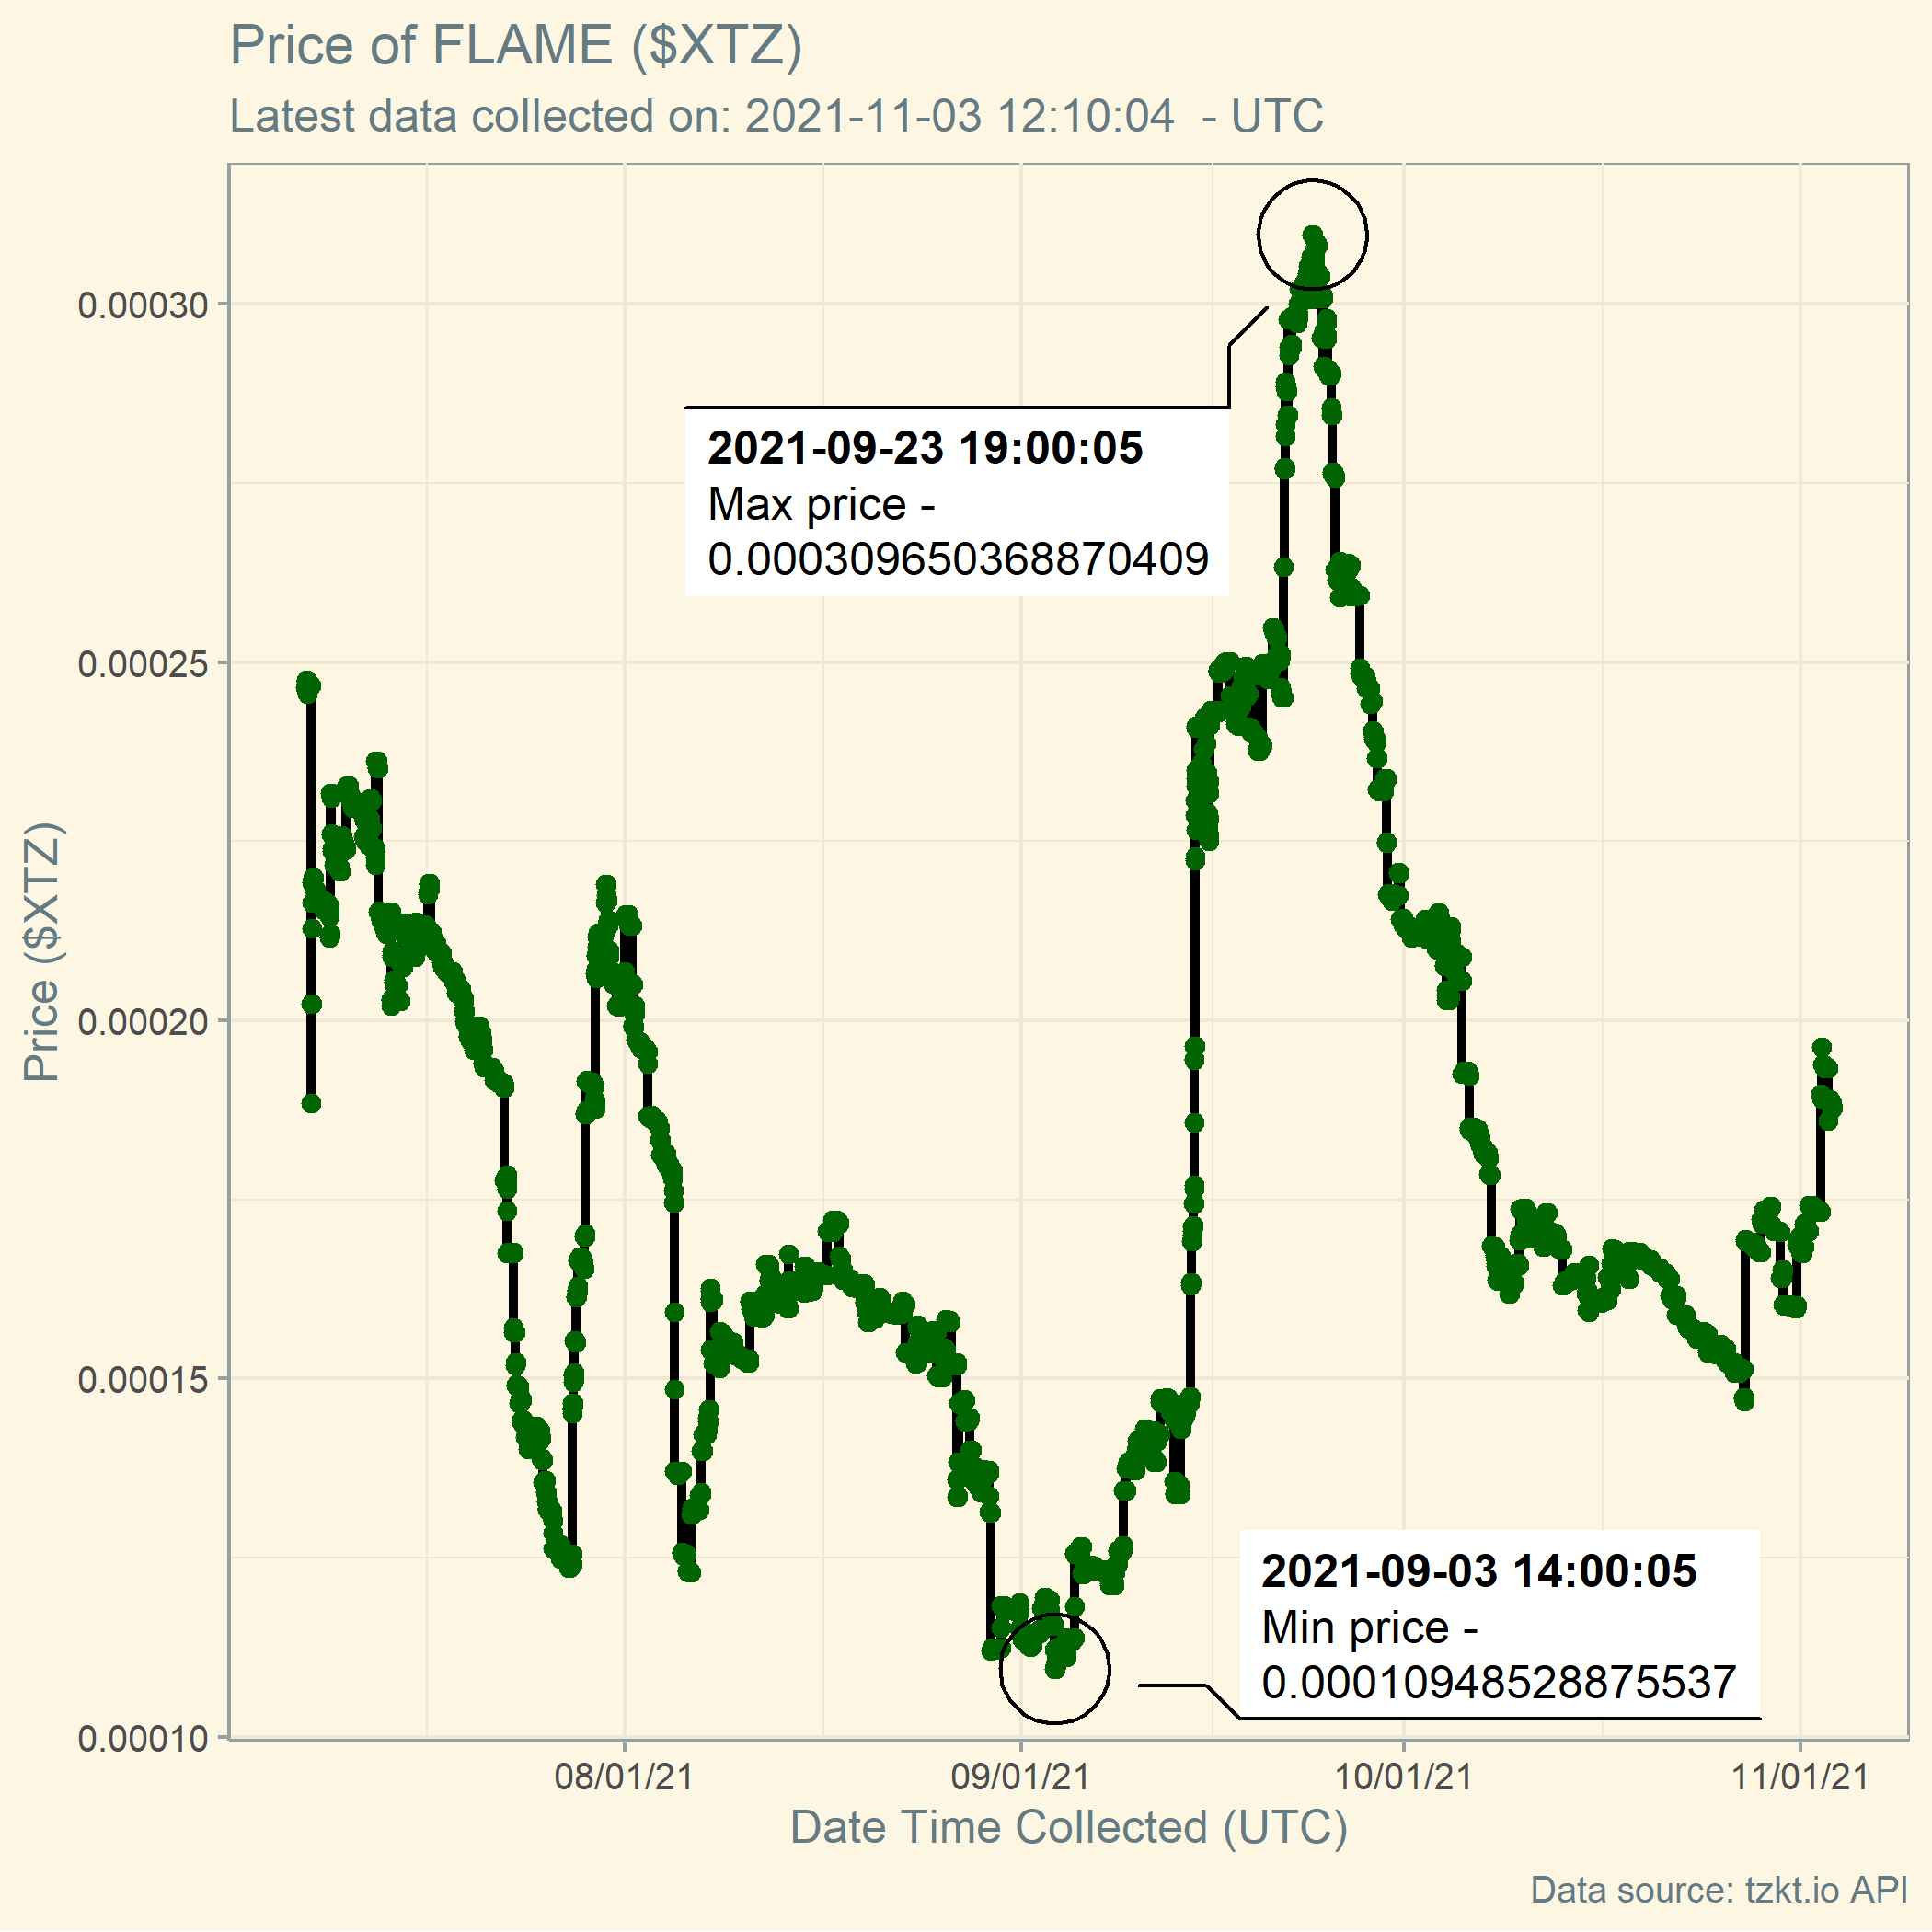 Price of FLAME ($XTZ)
Latest data collected on: 2021-11-03 12:10:04  - UTC
0.00030
2021-09-23 19:00:05
Max price -
0.000309650368870409
0.00025
Price ($XTZ)
0.00020
0.00015
2021-09-03 14:00:05
Min price -
0.00010948528875537
0.00010
08/01/21
09/01/21
10/01/21
11/01/21
Date Time Collected (UTC)
Data source: tzkt.io API